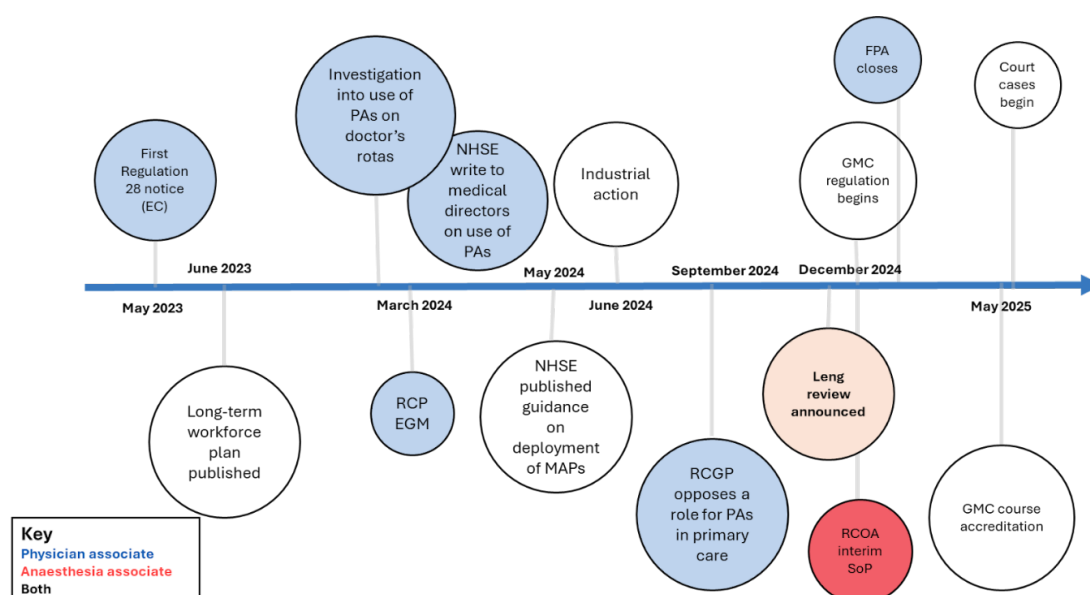 First
Regulation
28 notice
(EC)
Investigation
into use of
PAs on
doctor's
rotas
NHSE
write to
medical
directors
on use of
PAs
Industrial
action
FPA
closes
GMC
regulation
begins
Court
cases
begin
June 2023
May 2024
September 2024
December 2024
May 2023
March 2024
June 2024
May 2025
Long-term
workforce
plan
published
RCP
EGM
NHSE
published
guidance
on
deployment
of MAPs
RCGP
opposes a
role for PAs
in primary
care
Leng
review
announced
RCOA
interim
SoP
GMC course
accreditation
Key
Physician associate
Anaesthesia associate
Both